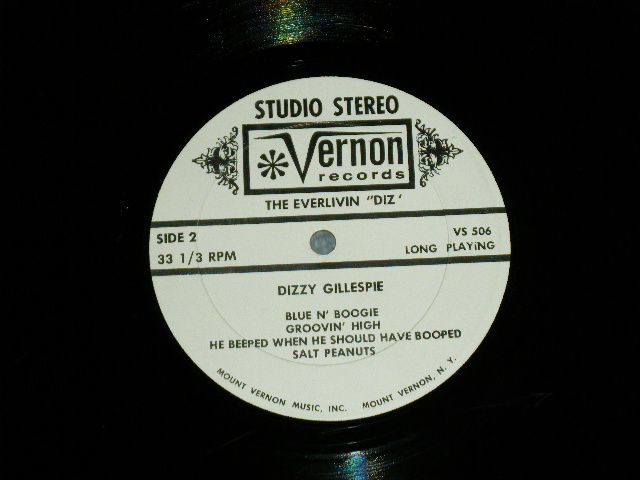 STUDIO STEREO
Vernon
records
THE EVERLIVIN "DIZ'
SIDE 2
VS 506
33 1/3 RPM
LONG PLAYiNG
DIZZY GILLESPIE
BLUE N' BOOGIE
GROOVIN' HIGH
HE BEEPED WHEN HE SHOULD HAVE BOOPED
SALT PEANUTS
MOUNT VERNON MUSIC, INC. MOUNT VERNON, N. Y.